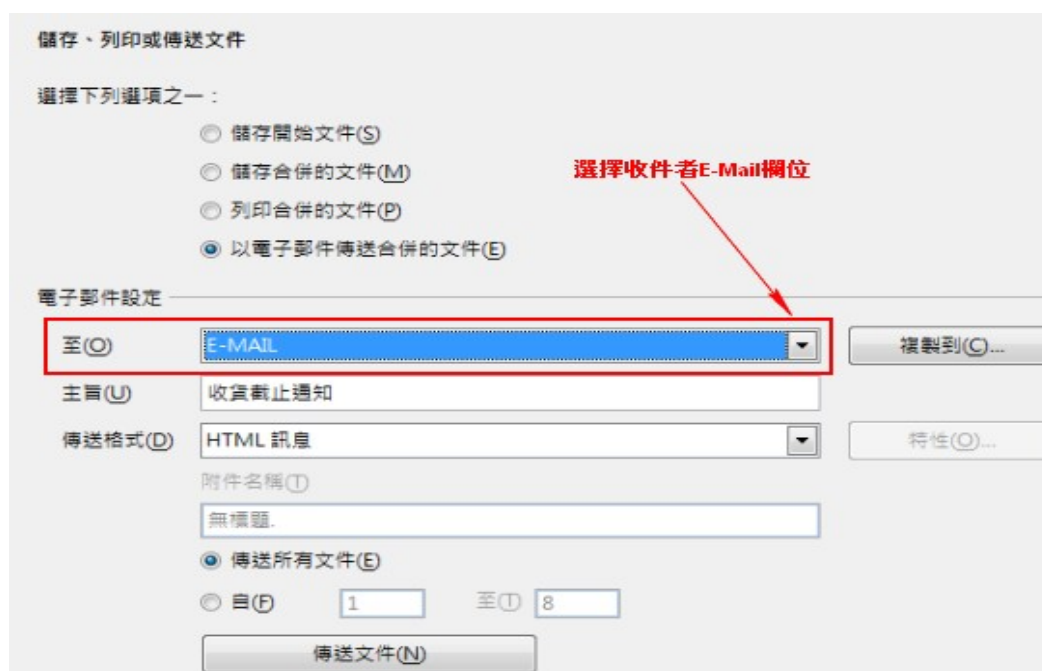 儲存、列印或傳送文件
選擇下列選項之一：
儲存開始文件(S)
儲存合併的文件(M)
選擇收件者E-Mail欄位
列印合併的文件(P)
以電子郵件傳送合併的文件(E)
電子郵件設定
至(O) E-MAIL 複製到(C)...
主旨(U) 收貨截止通知
傳送格式(D) HTML 訊息 特性(O)...
附件名稱(T)
無標題.
傳送所有文件(E)
自(F) 1 至(T) 8
傳送文件(N)